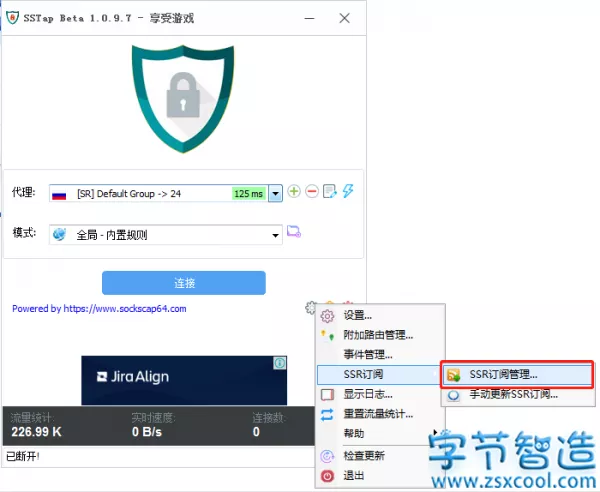 SSTap Beta 1.0.9.7 - 享受游戏
代理:
[SR] Default Group -> 24
125 ms
模式:
全局 - 内置规则
连接
Powered by https://www.sockscap64.com
设置...
附加路由管理...
事件管理...
SSR订阅
SSR订阅管理...
显示日志...
手动更新SSR订阅...
重置流量统计...
帮助
检查更新
退出
JiraAlign
流量统计:
实时速度:
连接数:
226.99 K
0 B/s
0
已断开!
字节智造
www.zsxcool.com